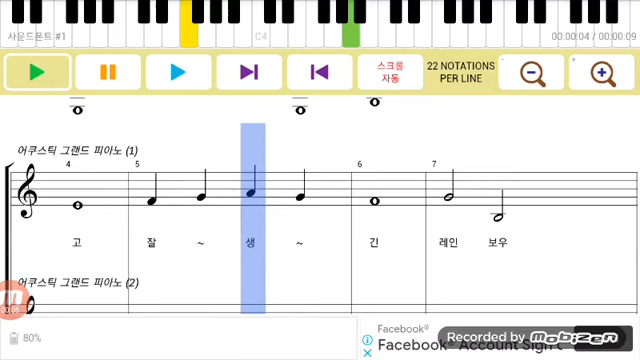 사운드폰트 #1
C4
00:00:04 / 00:00:09
스크롤
자동
22 NOTATIONS
PER LINE
어쿠스틱 그랜드 피아노 (1)
4 5 6 7
고 잘 ~ 생 ~ 긴 레인 보우
어쿠스틱 그랜드 피아노 (2)
80%
Facebook®
Facebook® Account Sign
Recorded by MOBIZEN